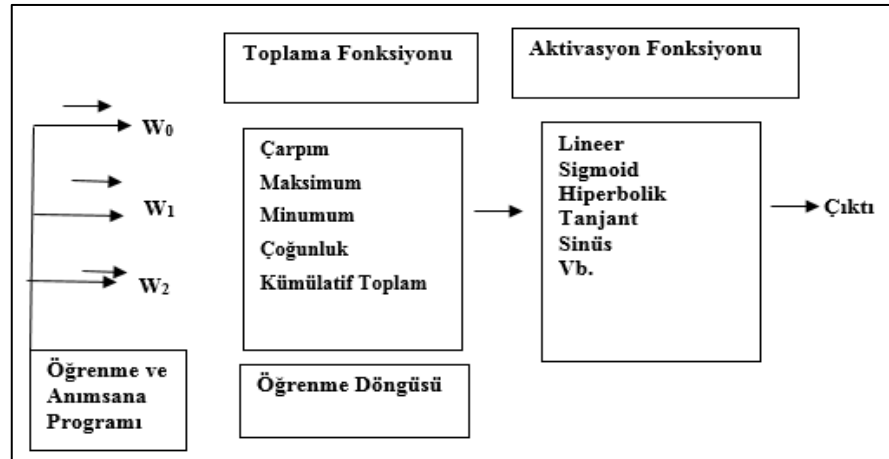 Toplama Fonksiyonu
Aktivasyon Fonksiyonu
W0
W1
W2
Çarpım
Maksimum
Minumum
Çoğunluk
Kümülatif Toplam
Lineer
Sigmoid
Hiperbolik
Tanjant
Sinüs
Vb.
Çıktı
Öğrenme ve
Anımsana
Programı
Öğrenme Döngüsü